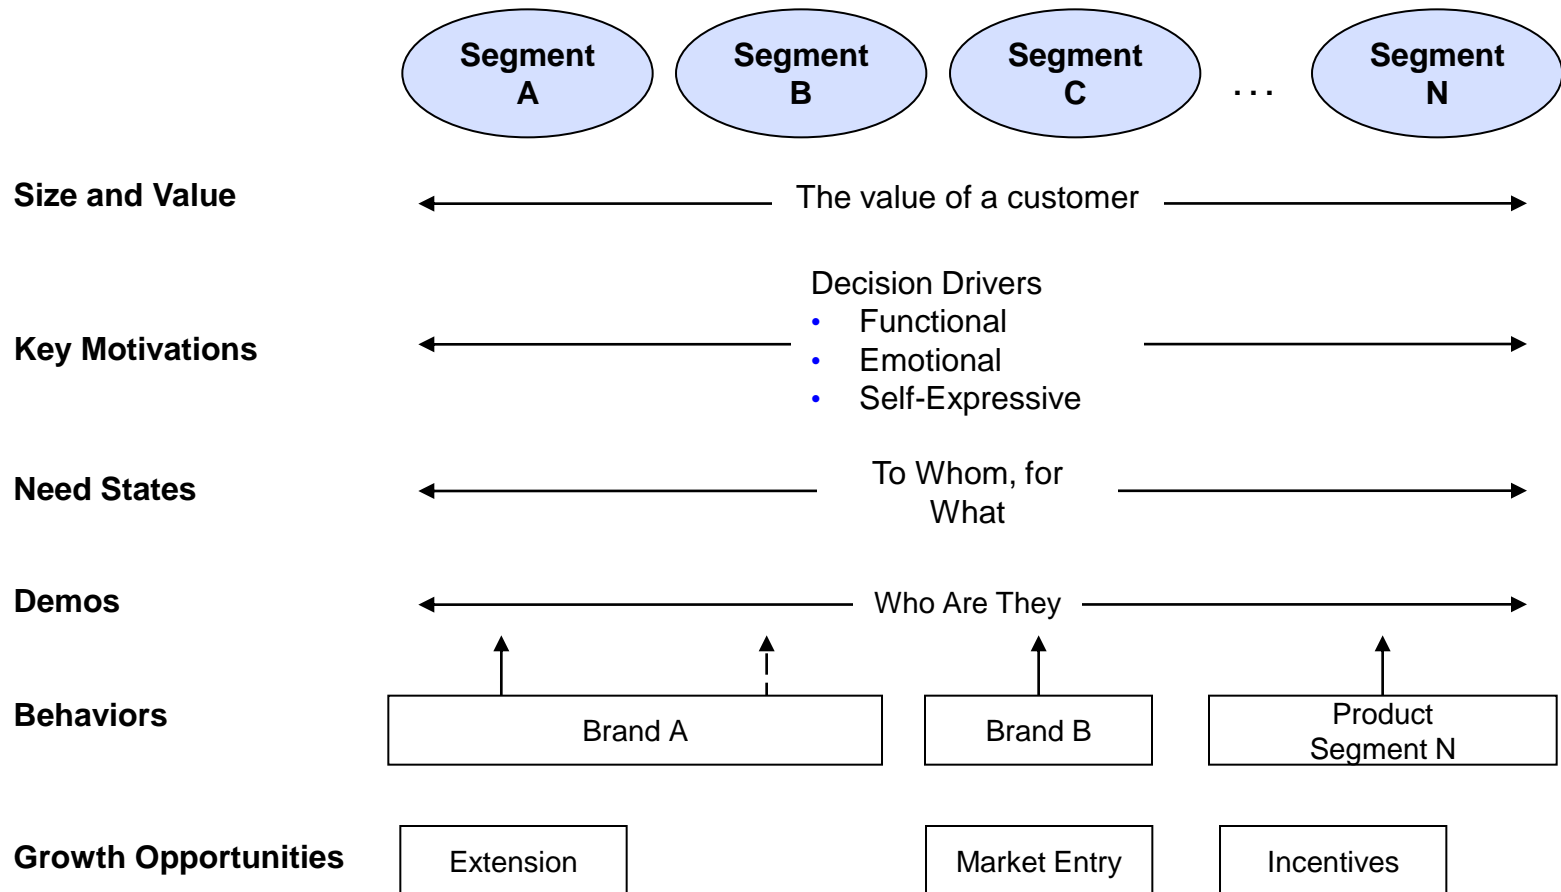 Segment
A
Segment
B
Segment
C
...
Segment
N
Size and Value
The value of a customer
Key Motivations
Decision Drivers
• Functional
• Emotional
• Self-Expressive
Need States
To Whom, for
What
Demos
Who Are They
Behaviors
Brand A
Brand B
Product
Segment N
Growth Opportunities
Extension
Market Entry
Incentives